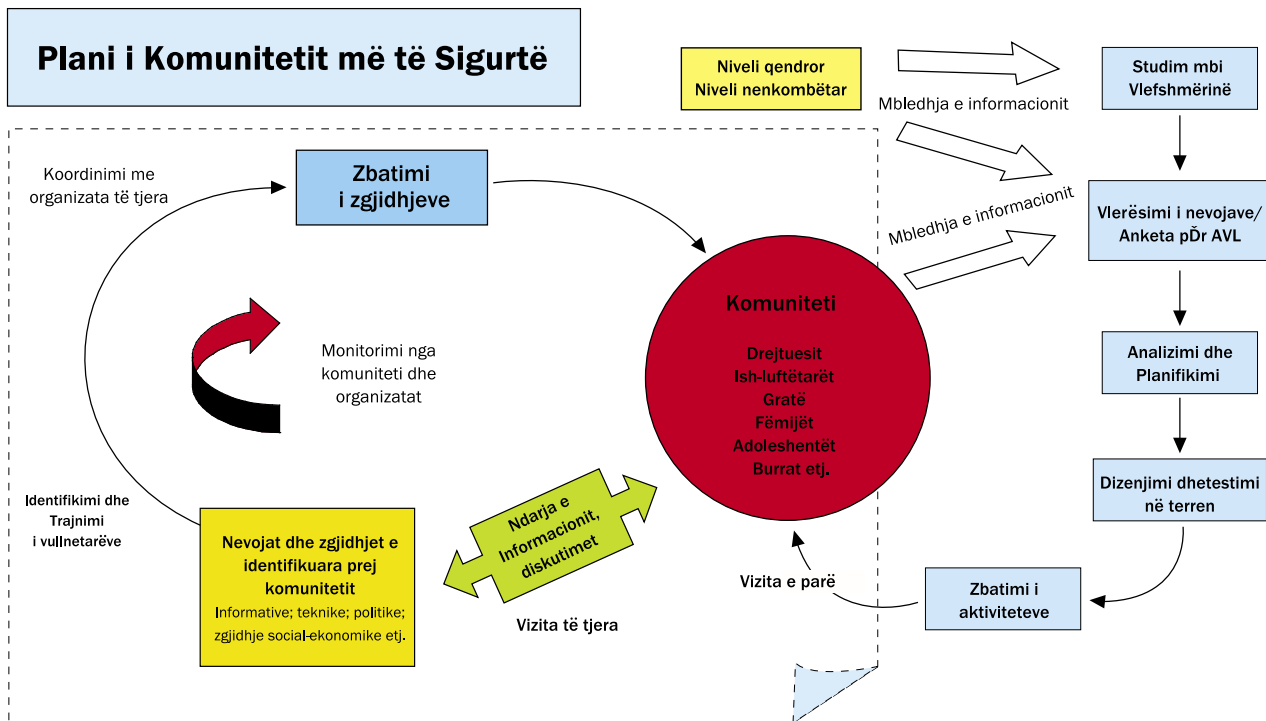 Plani i Komunitetit më të Sigurtë
Niveli qendror
Niveli nenkombëtar
Mbledhja e informacionit
Studim mbi
Vlefshmërinë
Koordinimi me
organizata të tjera
Zbatimi
i zgjidhjeve
Mbledhja e informacionit
Vlerësimi i nevojave/
Anketa pĎr AVL
Komuniteti
Drejtuesit
Ish-luftëtarët
Gratë
Fëmijët
Adoleshentët
Burrat etj.
Monitorimi nga
komuniteti dhe
organizatat
Analizimi dhe
Planifikimi
Dizenjimi dhetestimi
në terren
Identifikimi dhe
Trajnimi
i vullnetarëve
Nevojat dhe zgjidhjet e
identifikuara prej
komunitetit
Informative; teknike; politike;
zgjidhje social-ekonomike etj.
Ndarja e
Informacionit,
diskutimet
Vizita të tjera
Vizita e parë
Zbatimi i
aktiviteteve